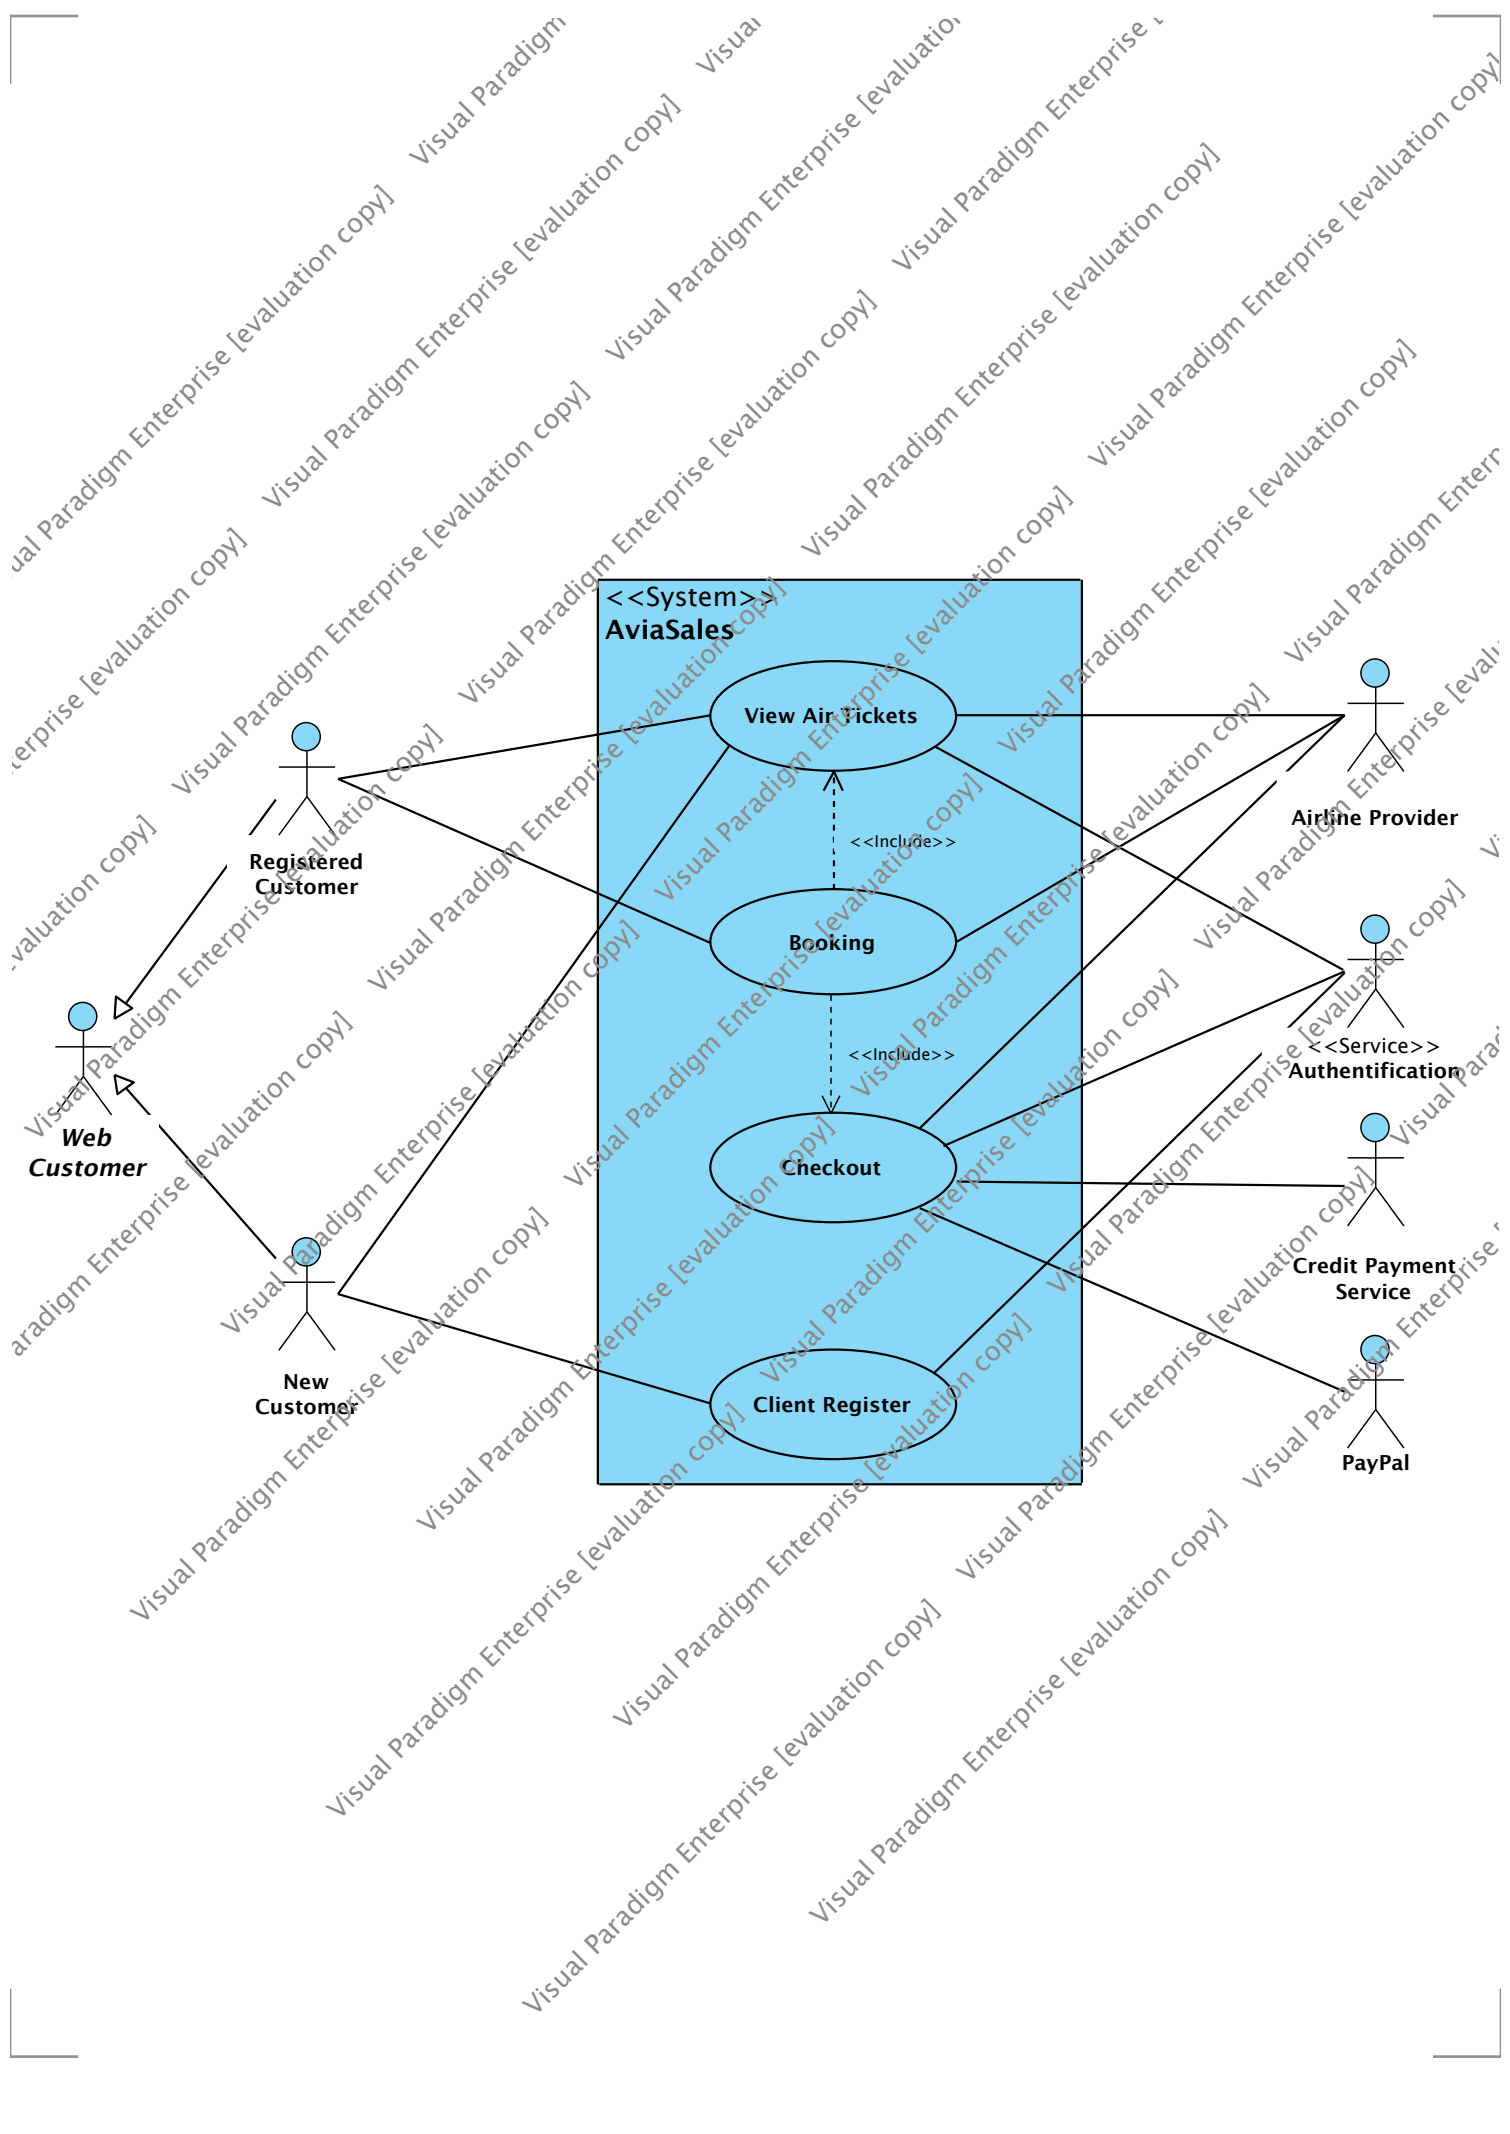 <<System>>
AviaSales
View Air Tickets
<<Include>>
Booking
<<Include>>
Checkout
Client Register
Registered
Customer
Web
Customer
New
Customer
Airline Provider
<<Service>>
Authentification
Credit Payment
Service
PayPal
Visual Paradigm Enterprise [evaluation copy]